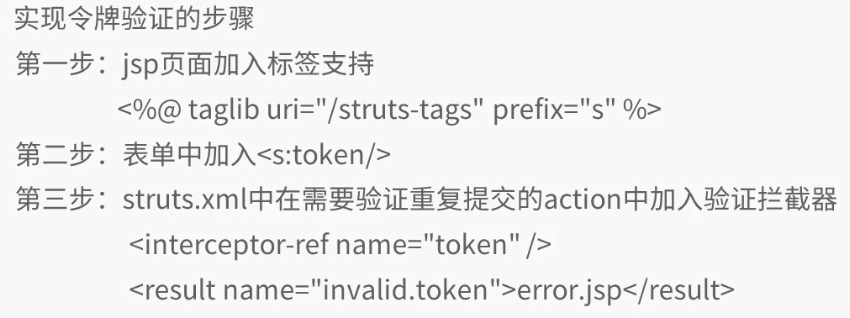 实现令牌验证的步骤
第一步：jsp页面加入标签支持
<%@ taglib uri="/struts-tags" prefix="s" %>
第二步：表单中加入<s:token/>
第三步：struts.xml中在需要验证重复提交的action中加入验证拦截器
<interceptor-ref name="token" />
<result name="invalid.token">error.jsp</result>